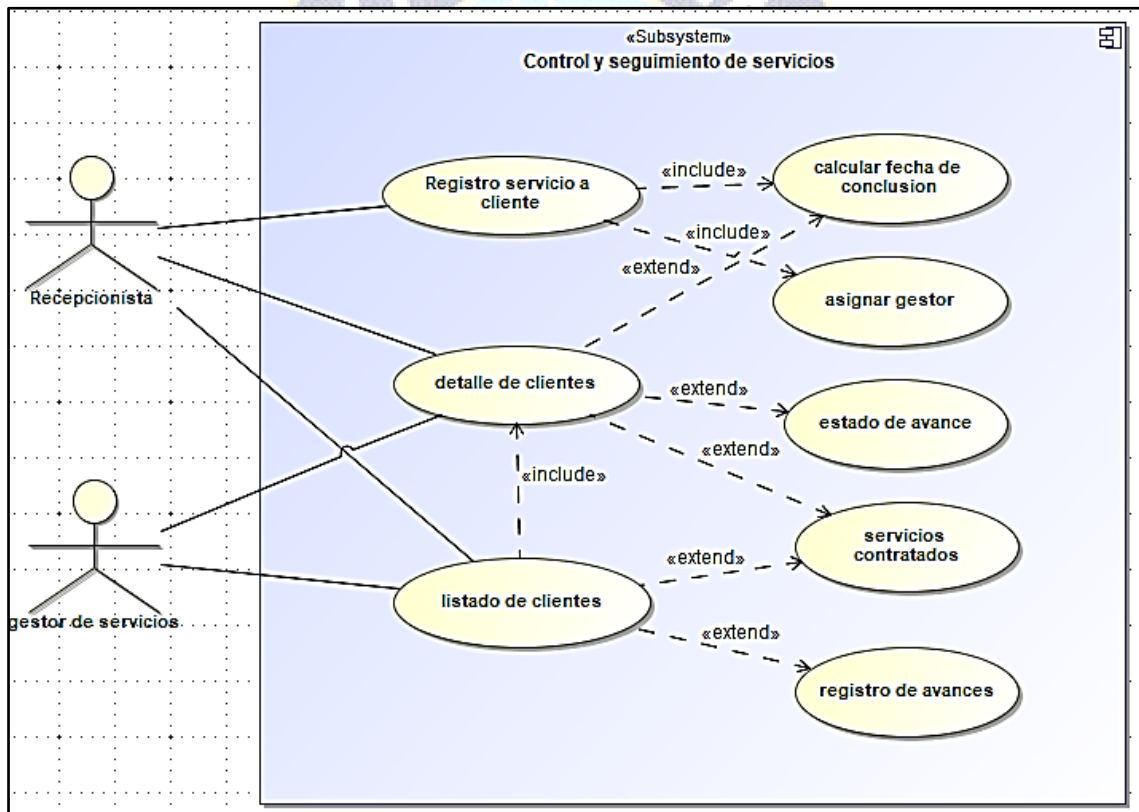 «Subsystem»
Control y seguimiento de servicios
Registro servicio a
cliente
«include»
calcular fecha de
conclusion
«include»
«extend»
asignar gestor
Recepcionista
detalle de clientes
«extend»
estado de avance
«extend»
«include»
servicios
contratados
«extend»
listado de clientes
gestor de servicios
«extend»
registro de avances